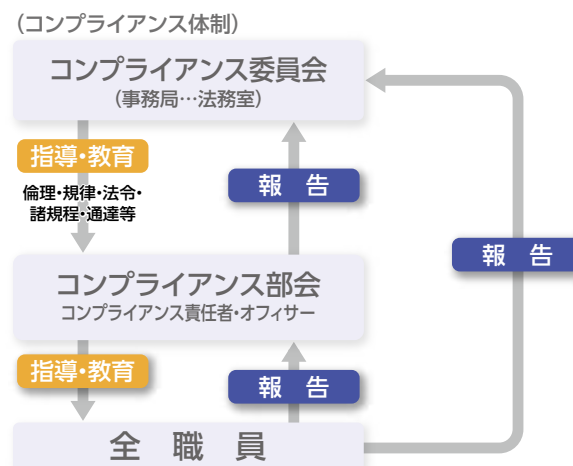 (コンプライアンス体制)
コンプライアンス委員会
(事務局…法務室)
指導・教育
倫理・規律・法令・
諸規程・通達等
報 告
報 告
コンプライアンス部会
コンプライアンス責任者・オフィサー
指導・教育
報 告
全 職 員